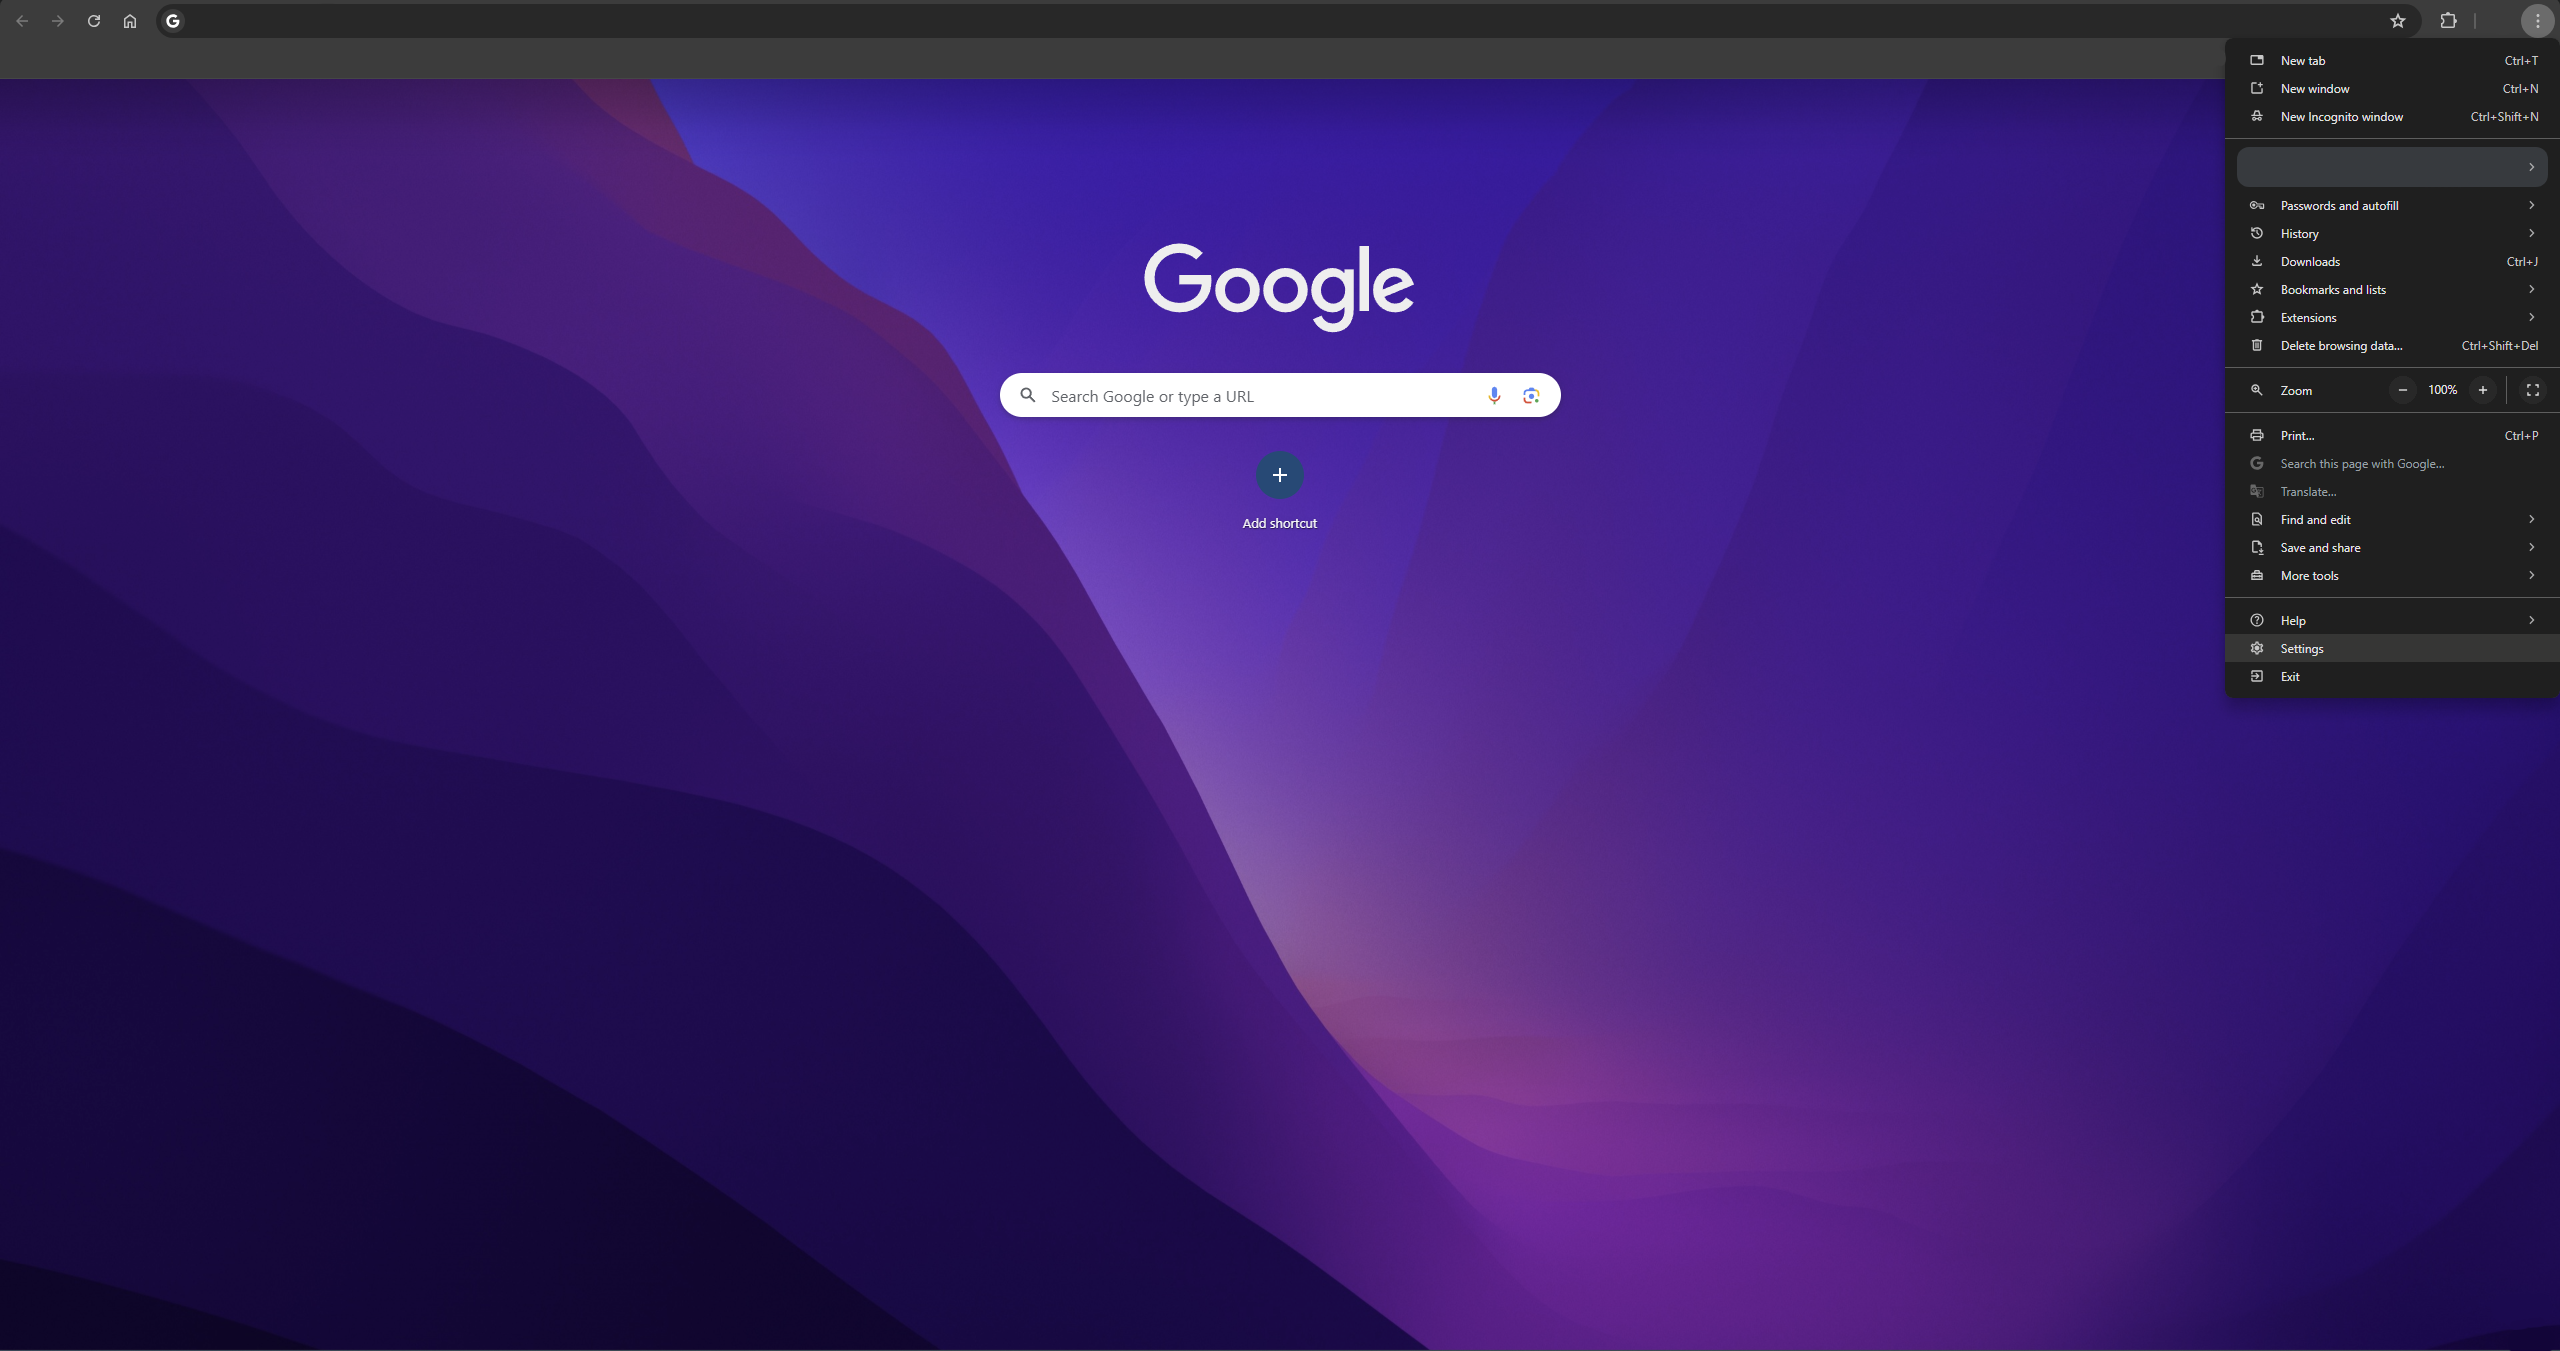 New tab Ctrl+T
New window Ctrl+N
New Incognito window Ctrl+Shift+N
Passwords and autofill
History
Downloads Ctrl+J
Bookmarks and lists
Extensions
Delete browsing data... Ctrl+Shift+Del
Zoom 100%
Print... Ctrl+P
Search this page with Google...
Translate...
Find and edit
Save and share
More tools
Help
Settings
Exit
Google
Search Google or type a URL
Add shortcut